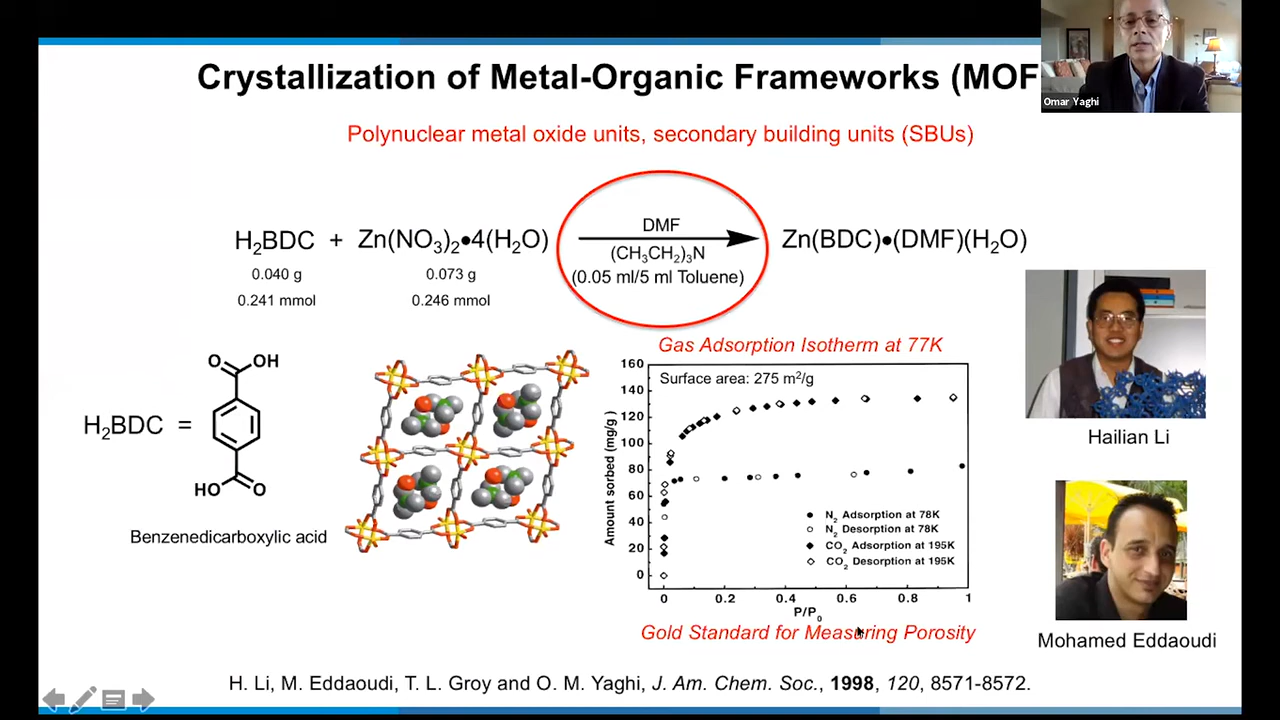 Crystallization of Metal-Organic Frameworks (MOF
Omar Yaghi
Polynuclear metal oxide units, secondary building units (SBUs)
H₂BDC + Zn(NO₃)₂•4(H₂O)
0.040 g 0.073 g
0.241 mmol 0.246 mmol
DMF
(CH₃CH₂)₃N
(0.05 ml/5 ml Toluene)
Zn(BDC)•(DMF)(H₂O)
H₂BDC =
O
OH
HO
O
Benzenedicarboxylic acid
Gas Adsorption Isotherm at 77K
Surface area: 275 m²/g
Amount sorbed (mg/g)
160
140
120
100
80
60
40
20
0
N₂ Adsorption at 78K
N₂ Desorption at 78K
CO₂ Adsorption at 195K
CO₂ Desorption at 195K
0 0.2 0.4 0.6 0.8 1
P/P₀
Gold Standard for Measuring Porosity
Hailian Li
Mohamed Eddaoudi
H. Li, M. Eddaoudi, T. L. Groy and O. M. Yaghi, J. Am. Chem. Soc., 1998, 120, 8571-8572.